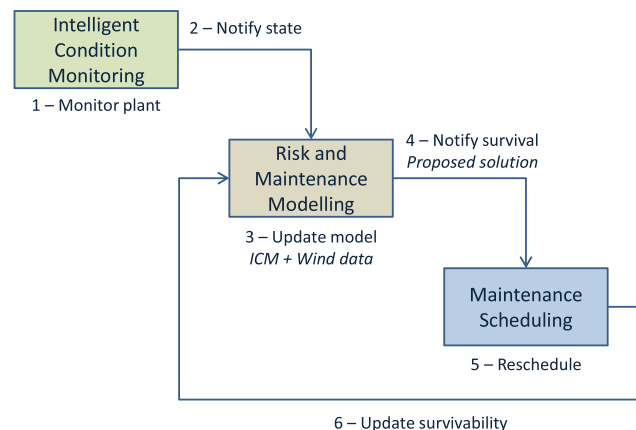 Intelligent
Condition
Monitoring
2 – Notify state
1 – Monitor plant
Risk and
Maintenance
Modelling
4 – Notify survival
Proposed solution
3 – Update model
ICM + Wind data
Maintenance
Scheduling
5 – Reschedule
6 – Update survivability